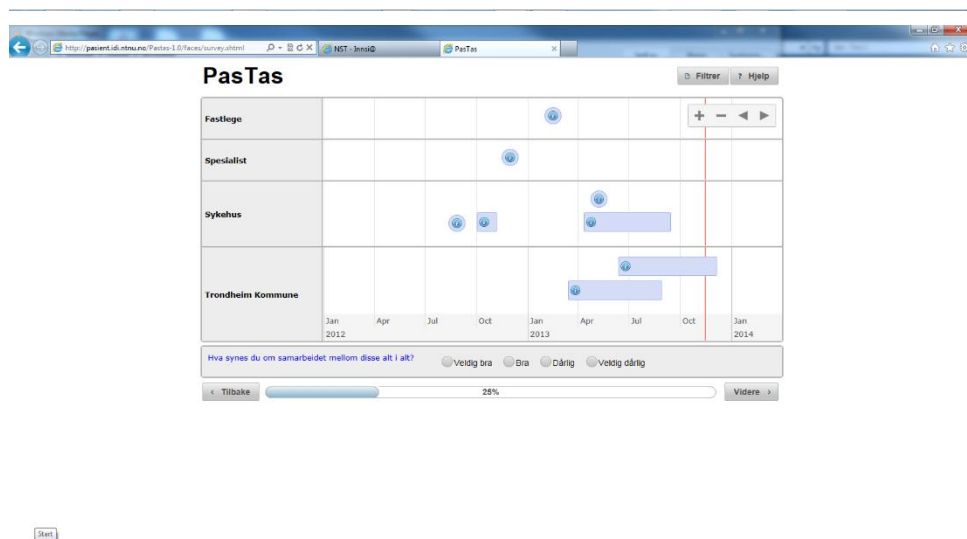 http://pasient.idi.ntnu.no/Pastas-1.0/faces/survey.xhtml
NST - Innsi@
PasTas
PasTas
Filtrer
? Hjelp
Fastlege
Spesialist
Sykehus
Trondheim Kommune
Jan Apr Jul Oct Jan Apr Jul Oct Jan
2012 2013 2014
Hva synes du om samarbeidet mellom disse alt i alt?
Veldig bra Bra Dårlig Veldig dårlig
‹ Tilbake
25%
Videre ›
Start